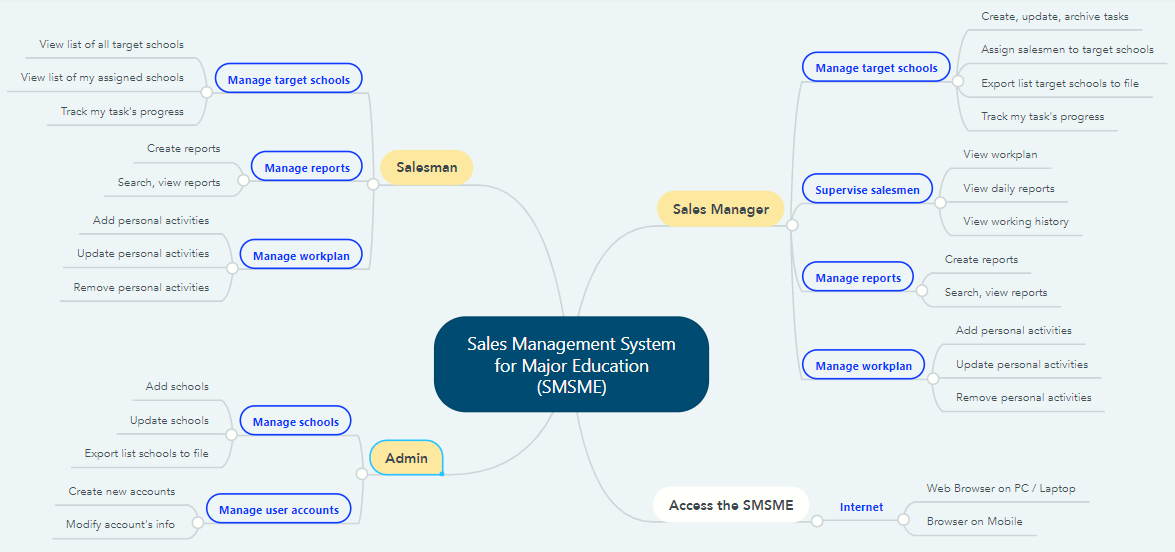 Sales Management System
for Major Education
(SMSME)
Salesman
Manage target schools
View list of all target schools
View list of my assigned schools
Track my task's progress
Manage reports
Create reports
Search, view reports
Manage workplan
Add personal activities
Update personal activities
Remove personal activities
Admin
Manage schools
Add schools
Update schools
Export list schools to file
Manage user accounts
Create new accounts
Modify account's info
Sales Manager
Manage target schools
Create, update, archive tasks
Assign salesmen to target schools
Export list target schools to file
Track my task's progress
Supervise salesmen
View workplan
View daily reports
View working history
Manage reports
Create reports
Search, view reports
Manage workplan
Add personal activities
Update personal activities
Remove personal activities
Access the SMSME
Internet
Web Browser on PC / Laptop
Browser on Mobile